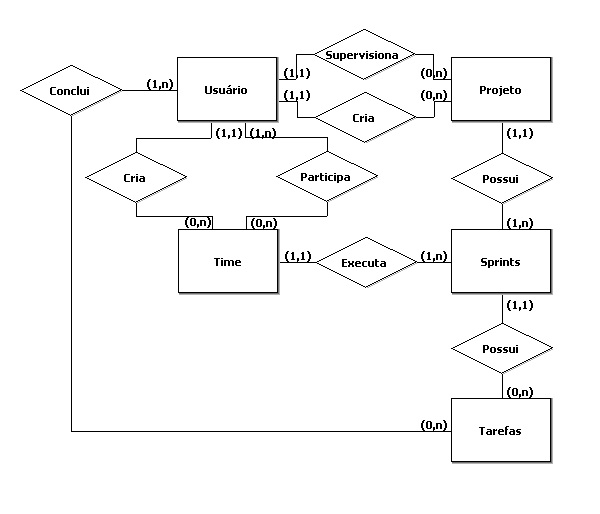 Supervisiona
(1,1)
(0,n)
Conclui
(1,n)
Usuário
Projeto
(1,1)
(0,n)
Cria
(1,1)
(1,n)
(1,1)
Cria
Participa
Possui
(0,n)
(0,n)
(1,n)
Time
(1,1)
Executa
(1,n)
Sprints
(1,1)
Possui
(0,n)
(0,n)
Tarefas